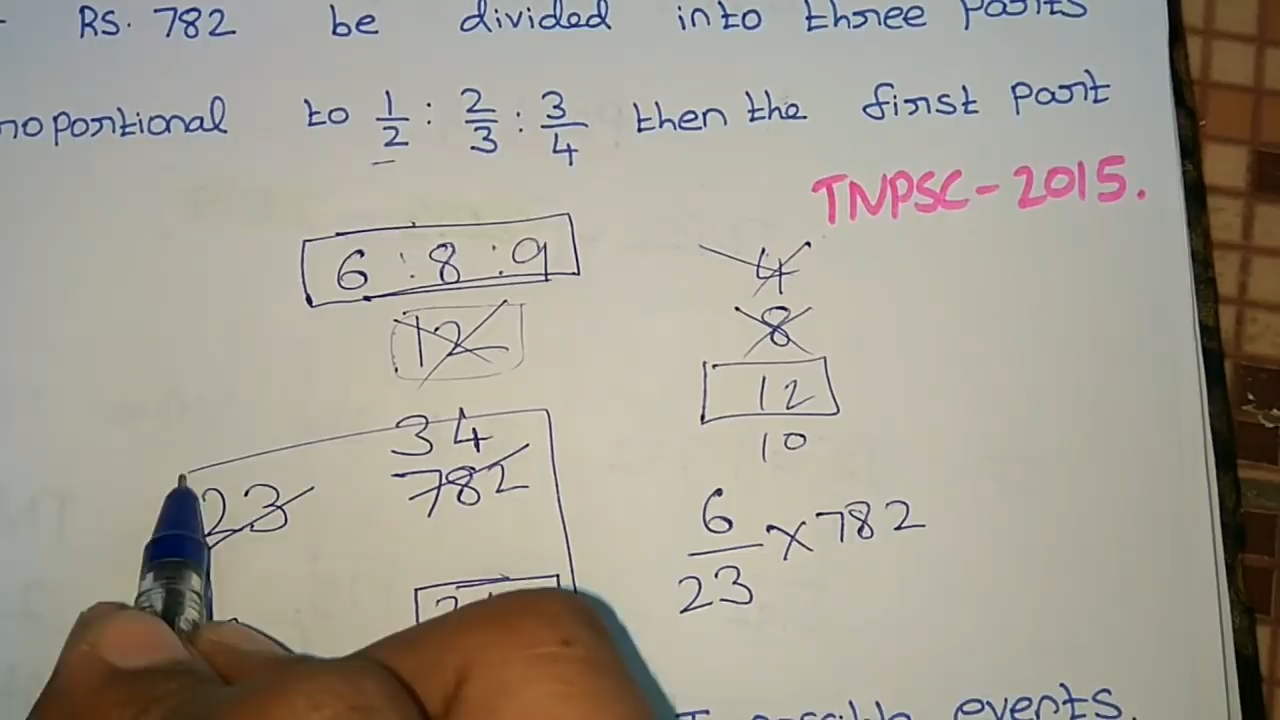 RS. 782 be divided into three parts
to 1/2 : 2/3 : 3/4 then the first part
TNPSC - 2015.
6 : 8 : 9
4
12
8
12
34
10
782
23
6/23 × 782
events.